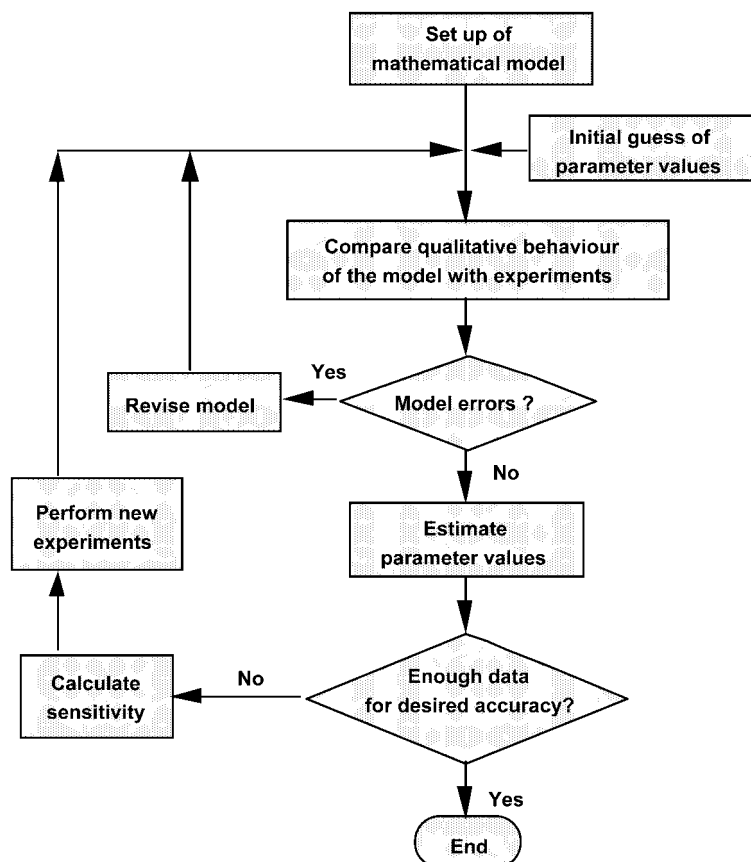 Set up of
mathematical model
Initial guess of
parameter values
Compare qualitative behaviour
of the model with experiments
Yes
Revise model
Model errors ?
No
Perform new
experiments
Estimate
parameter values
Calculate
sensitivity
No
Enough data
for desired accuracy?
Yes
End